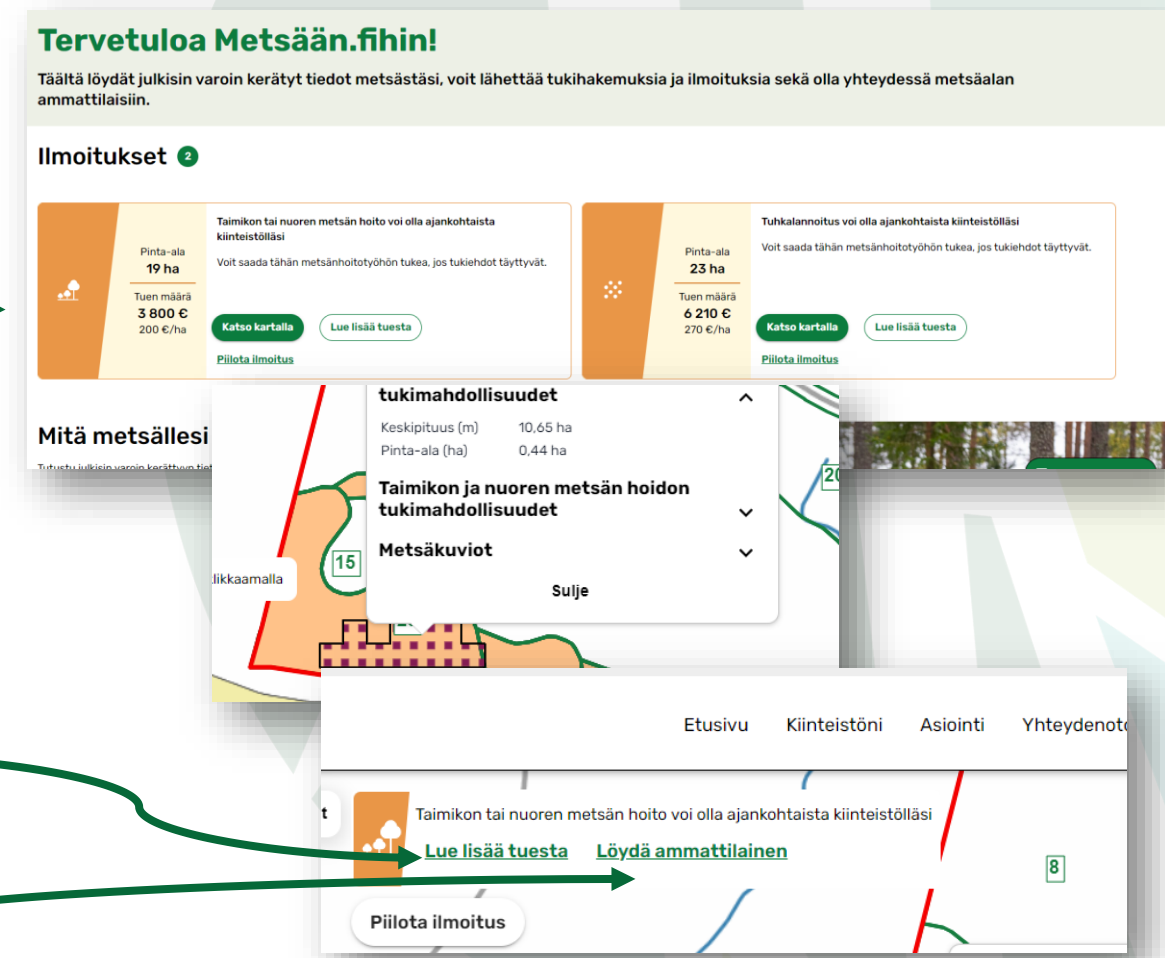 Tervetuloa Metsään.fihin!
Täältä löydät julkisin varoin kerätyt tiedot metsästäsi, voit lähettää tukihakemuksia ja ilmoituksia sekä olla yhteydessä metsäalan
ammattilaisiin.
Ilmoitukset 2
Pinta-ala
19 ha
Tuen määrä
3 800 €
200 €/ha
Taimikon tai nuoren metsän hoito voi olla ajankohtaista
kiinteistölläsi
Voit saada tähän metsänhoitotyöhön tukea, jos tukiehdot täyttyvät.
Katso kartalla
Lue lisää tuesta
Piilota ilmoitus
Pinta-ala
23 ha
Tuen määrä
6 210 €
270 €/ha
Tuhkalannoitus voi olla ajankohtaista kiinteistölläsi
Voit saada tähän metsänhoitotyöhön tukea, jos tukiehdot täyttyvät.
Katso kartalla
Lue lisää tuesta
Piilota ilmoitus
Mitä metsällesi
tukimahdollisuudet
Keskipituus (m) 10,65 ha
Pinta-ala (ha) 0,44 ha
Taimikon ja nuoren metsän hoidon
tukimahdollisuudet
Metsäkuviot
Sulje
15
likkaamalla
20
Etusivu Kiinteistöni Asiointi Yhteydenoto
t
Taimikon tai nuoren metsän hoito voi olla ajankohtaista kiinteistölläsi
Lue lisää tuesta Löydä ammattilainen
8
Piilota ilmoitus